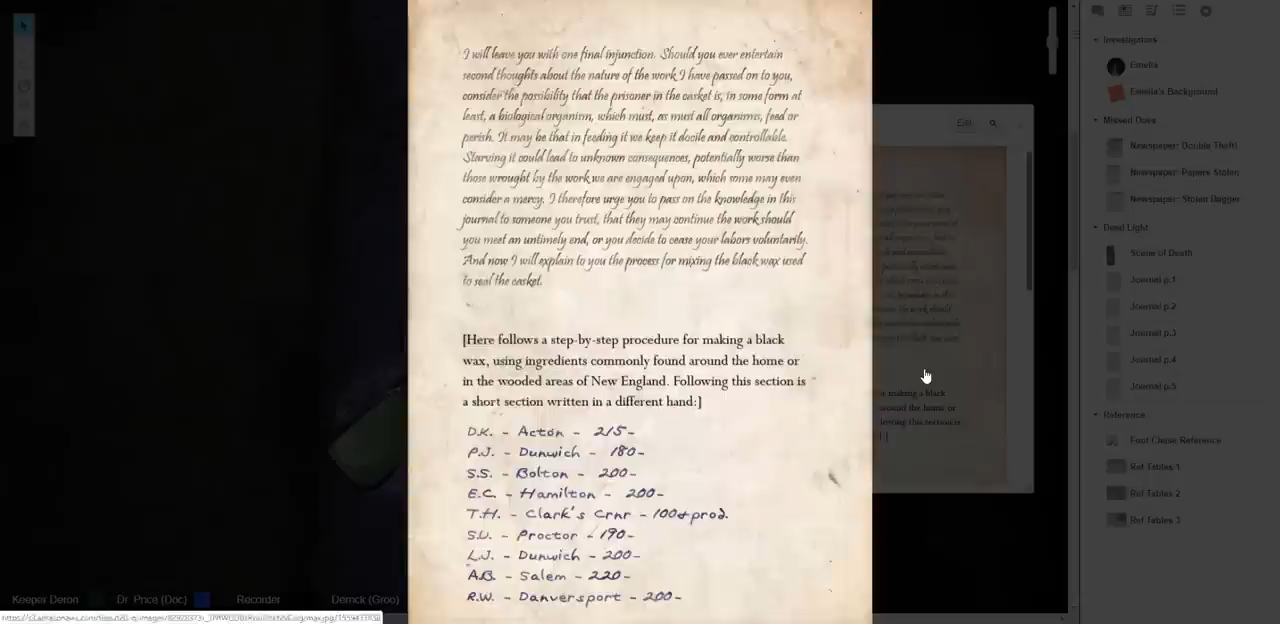 I will leave you with one final injunction. Should you ever entertain
second thoughts about the nature of the work I have passed on to you,
consider the possibility that the prisoner in the casket is, in some form at
least, a biological organism, which must, as must all organisms, feed or
perish. It may be that in feeding it we keep it docile and controllable.
Starving it could lead to unknown consequences, potentially worse than
those wrought by the work we are engaged upon, which some may even
consider a mercy. I therefore urge you to pass on the knowledge in this
journal to someone you trust, that they may continue the work should
you meet an untimely end, or you decide to cease your labors voluntarily.
And now I will explain to you the process for mixing the black wax used
to seal the casket.
[Here follows a step-by-step procedure for making a black
wax, using ingredients commonly found around the home or
in the wooded areas of New England. Following this section is
a short section written in a different hand:]
D.K. - Acton - 215-
P.J. - Dunwich - 180-
S.S. - Bolton - 200-
E.C. - Hamilton - 200-
T.H. - Clark's Crnr - 100+prod.
S.U. - Proctor - 190-
L.J. - Dunwich - 200-
A.B. - Salem - 220-
R.W. - Danversport - 200-
Edit
Investigators
Emelia
Emelia's Background
Missed Dues
Newspaper: Double Theft!
Newspaper: Papers Stolen
Newspaper: Stolen Dagger
Dead Light
Scene of Death
Journal p.1
Journal p.2
Journal p.3
Journal p.4
Journal p.5
Reference
Foot Chase Reference
Ref Tables 1
Ref Tables 2
Ref Tables 3
Keeper Deron
Dr. Price (Doc)
Recorder
Derrick (Groo)